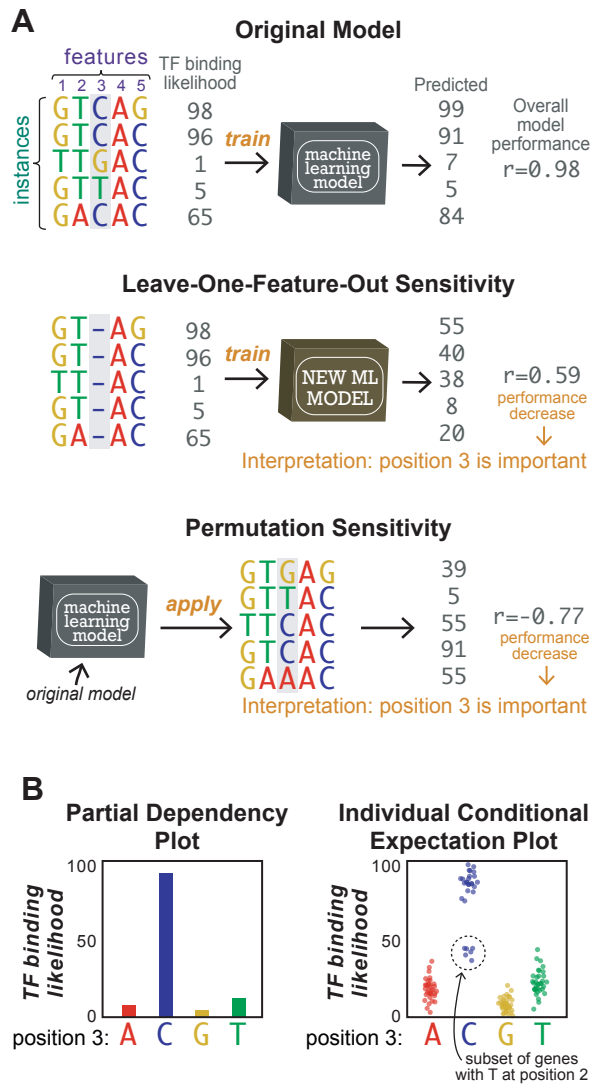 A
Original Model
features
TF binding
likelihood
1 2 3 4 5
Predicted
Overall
model
performance
r=0.98
instances
GTCAG 98 99
GTCAC 96 91
TTGAC 1 7
GTTAC 5 5
GACAC 65 84
train
machine
learning
model
Leave-One-Feature-Out Sensitivity
GT-AG 98 55
GT-AC 96 40
TT-AC 1 38
GT-AC 5 8
GA-AC 65 20
train
NEW ML
MODEL
r=0.59
performance
decrease
Interpretation: position 3 is important
Permutation Sensitivity
machine
learning
model
original model
apply
GTGAG 39
GTTAC 5
TTCAC 55
GTCAC 91
GAAAC 55
r=-0.77
performance
decrease
Interpretation: position 3 is important
B
Partial Dependency
Plot
TF binding
likelihood
100
50
0
position 3: A C G T
Individual Conditional
Expectation Plot
TF binding
likelihood
100
50
0
position 3: A C G T
subset of genes
with T at position 2